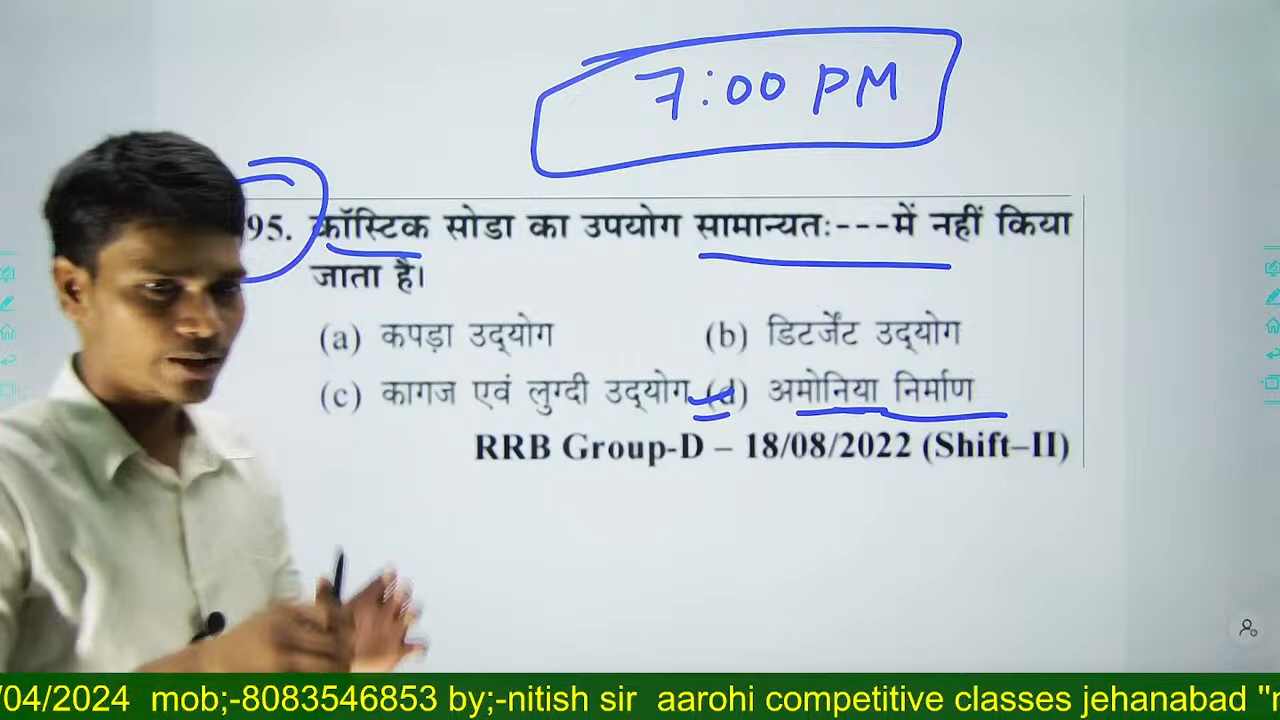 7:00 PM
95. कॉस्टिक सोडा का उपयोग सामान्यतः---में नहीं किया
जाता है।
(a) कपड़ा उद्योग (b) डिटर्जेंट उद्योग
(c) कागज एवं लुग्दी उद्योग (d) अमोनिया निर्माण
RRB Group-D – 18/08/2022 (Shift–II)
/04/2024 mob;-8083546853 by;-nitish sir aarohi competitive classes jehanabad "